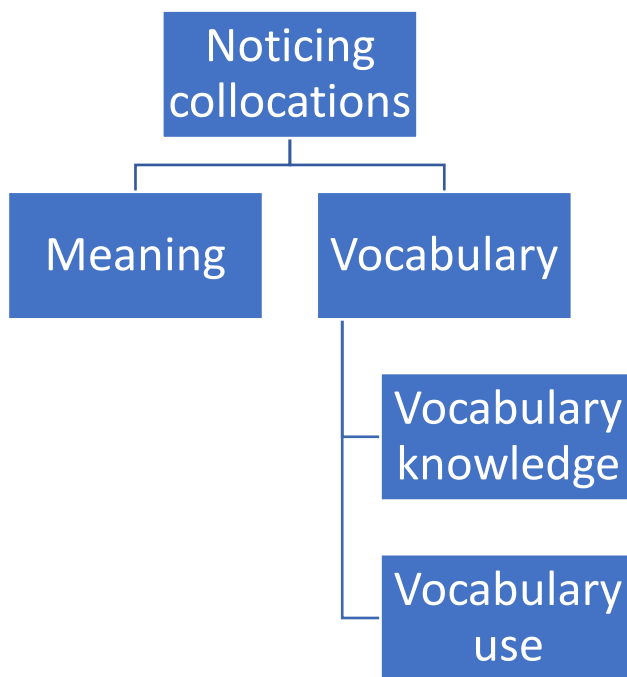 Noticing
collocations
Meaning
Vocabulary
Vocabulary
knowledge
Vocabulary
use